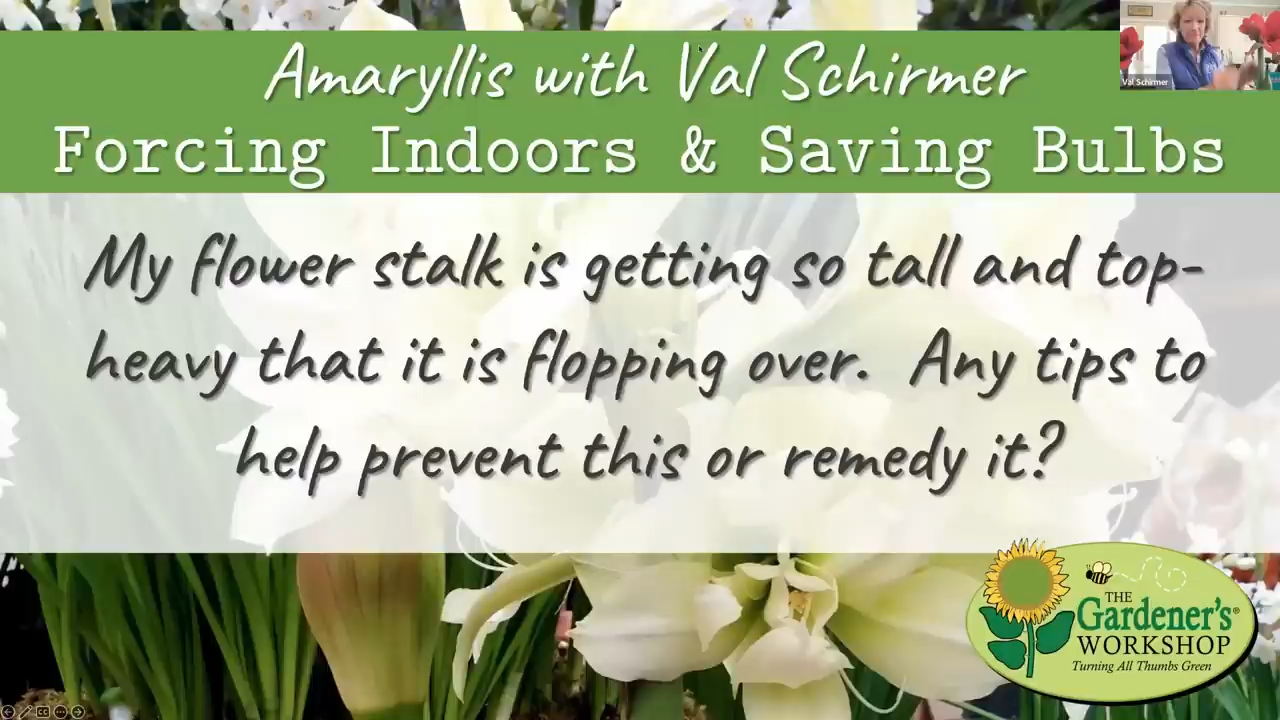 Amaryllis with Val Schirmer
Forcing Indoors & Saving Bulbs
Val Schirmer
My flower stalk is getting so tall and top-
heavy that it is flopping over. Any tips to
help prevent this or remedy it?
THE
Gardener's®
WORKSHOP
Turning All Thumbs Green